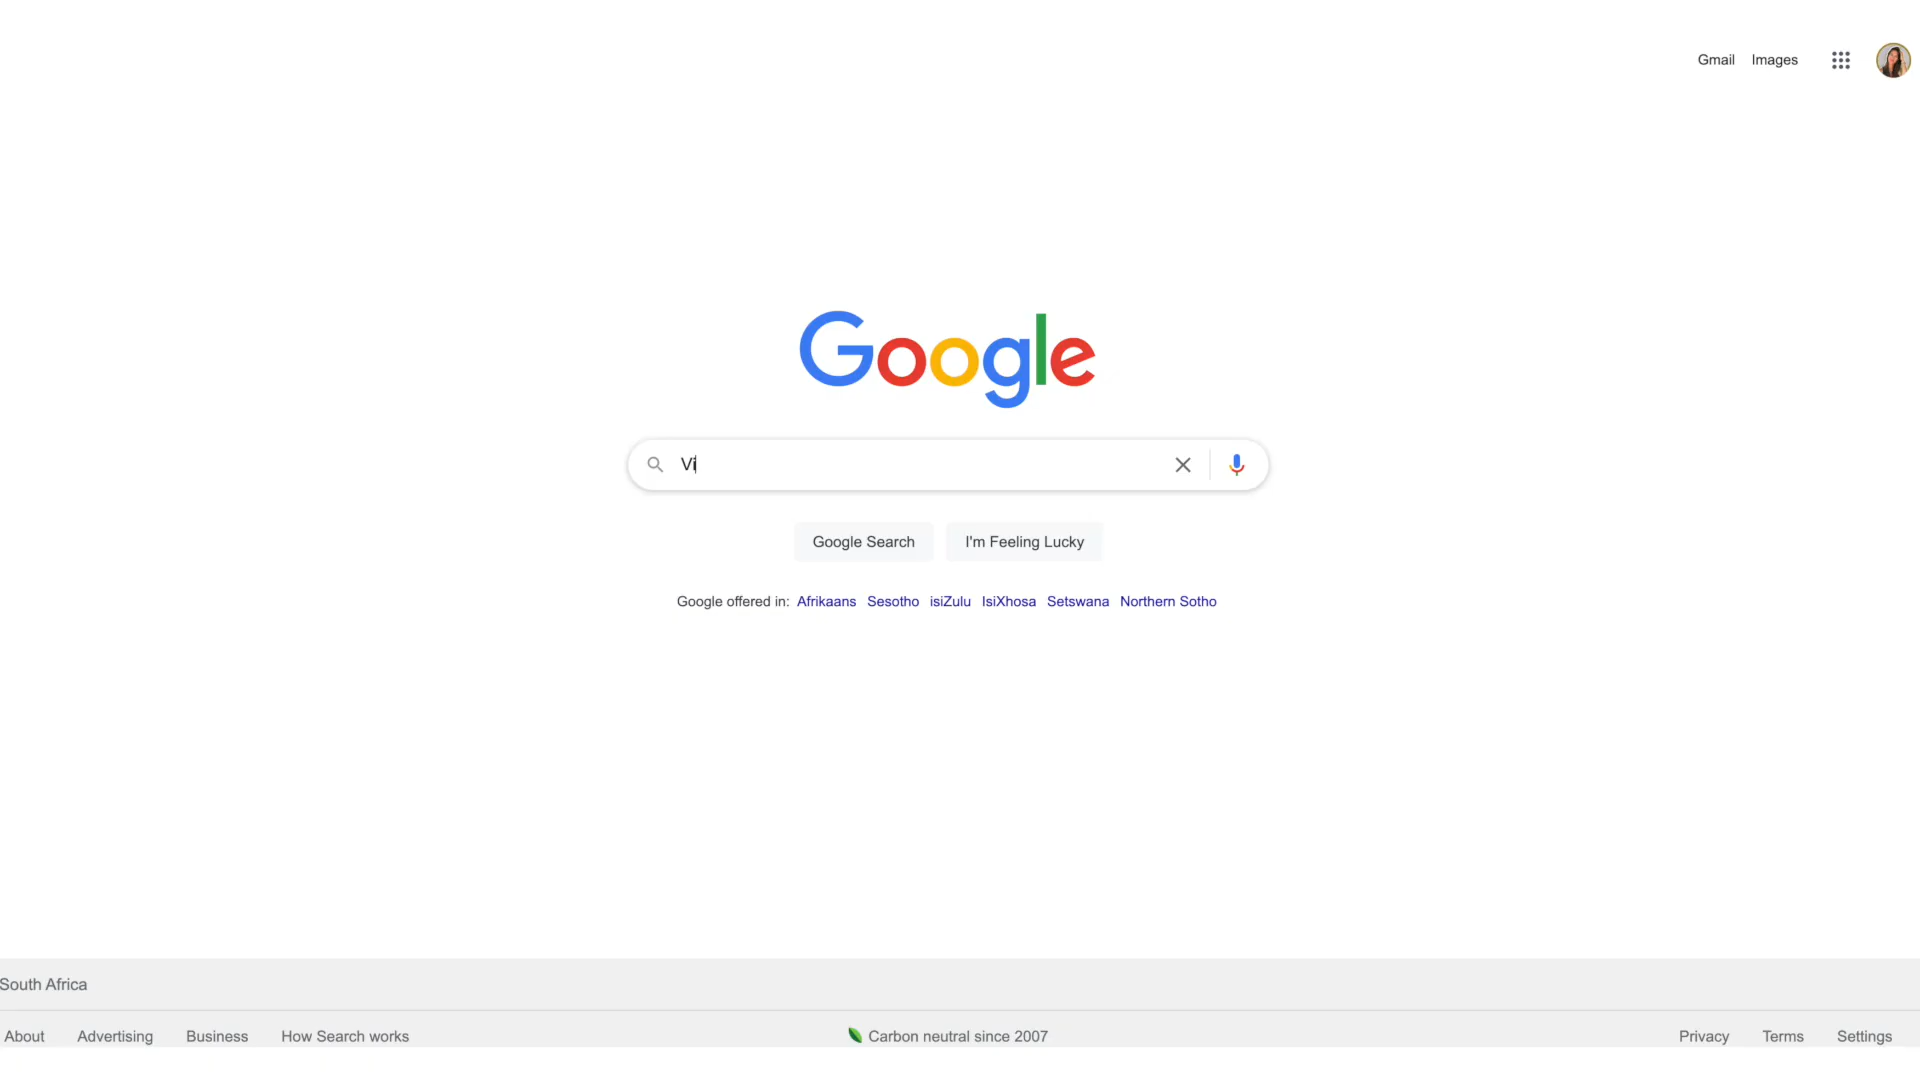 Gmail Images
Google
Vi
Google Search I'm Feeling Lucky
Google offered in: Afrikaans Sesotho isiZulu IsiXhosa Setswana Northern Sotho
South Africa
About Advertising Business How Search works Carbon neutral since 2007 Privacy Terms Settings